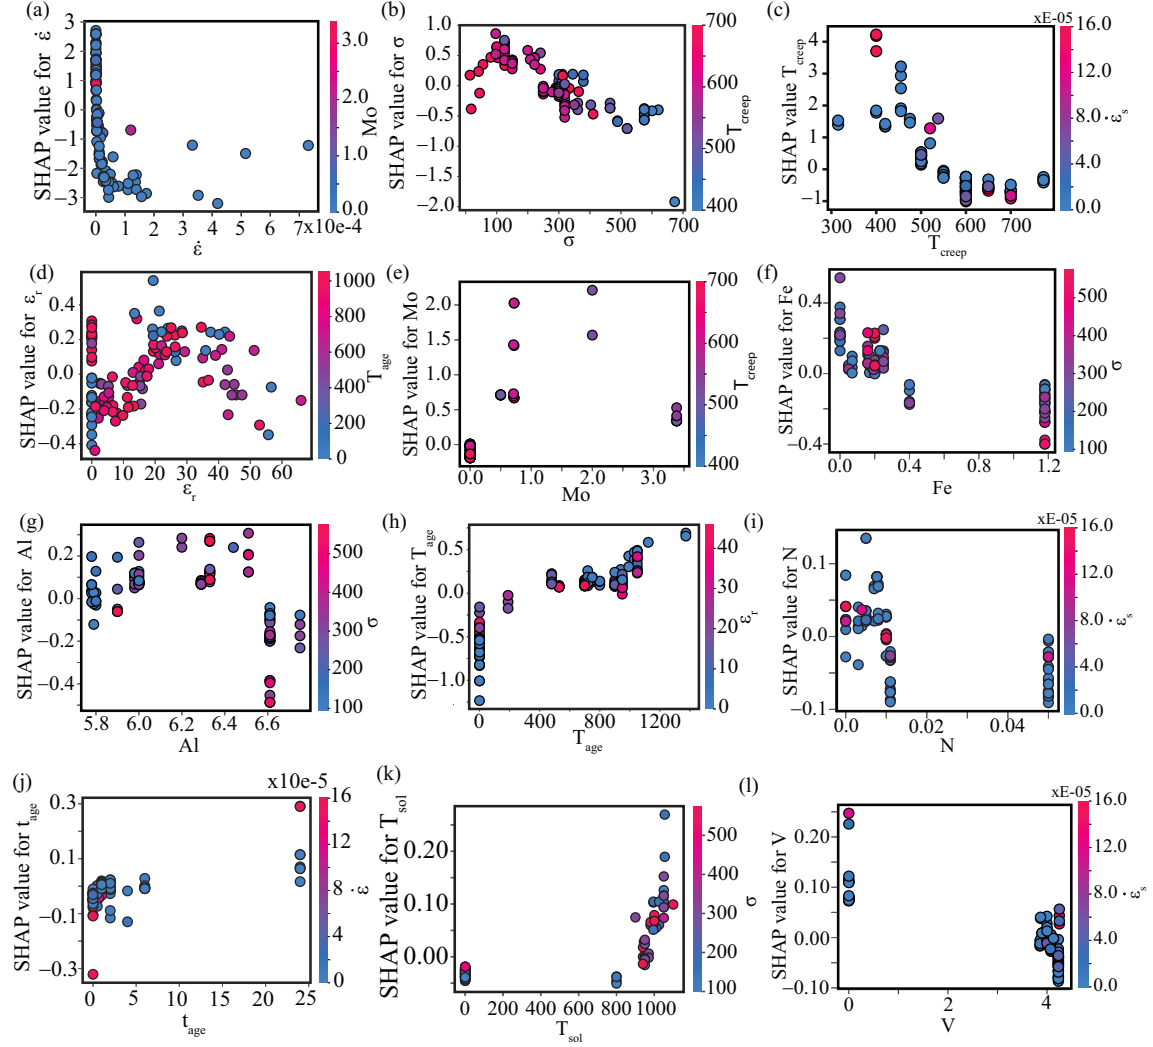 (a)
SHAP value for ε̇
3
2
1
0
−1
−2
−3
0 1 2 3 4 5 6 7x10e-4
ε̇
3.0
2.0
1.0
0.0
Mo
(b)
SHAP value for σ
1.0
0.5
0.0
−0.5
−1.0
−1.5
−2.0
100 200 300 400 500 600 700
σ
700
600
500
400
T_creep
(c)
SHAP value T_creep
4
3
2
1
0
−1
300 400 500 600 700
T_creep
xE-05
16.0
12.0
8.0
4.0
0.0
ε̇_s
(d)
SHAP value for ε_r
0.4
0.2
0.0
−0.2
−0.4
0 10 20 30 40 50 60
ε_r
1000
800
600
400
200
0
T_age
(e)
SHAP value for Mo
2.0
1.5
1.0
0.5
0.0
0.0 1.0 2.0 3.0
Mo
700
600
500
400
T_creep
(f)
SHAP value for Fe
0.4
0.0
−0.4
0.0 0.4 0.8 1.2
Fe
500
400
300
200
100
σ
(g)
SHAP value for Al
0.2
0.0
−0.2
−0.4
5.8 6.0 6.2 6.4 6.6
Al
500
400
300
200
100
σ
(h)
SHAP value for T_age
0.5
0.0
−0.5
−1.0
0 400 800 1200
T_age
40
30
20
10
0
ε_r
(i)
SHAP value for N
0.1
0.0
−0.1
0.0 0.02 0.04
N
xE-05
16.0
12.0
8.0
4.0
0.0
ε̇_s
(j)
SHAP value for t_age
0.3
0.1
−0.1
−0.3
0 5 10 15 20 25
t_age
x10e-5
16
12
8
4
0
ε̇
(k)
SHAP value for T_sol
0.20
0.10
0.00
0 200 400 600 800 1000
T_sol
500
400
300
200
100
σ
(l)
SHAP value for V
0.20
0.10
0.00
−0.10
0 2 4
V
xE-05
16.0
12.0
8.0
4.0
0.0
ε̇_s